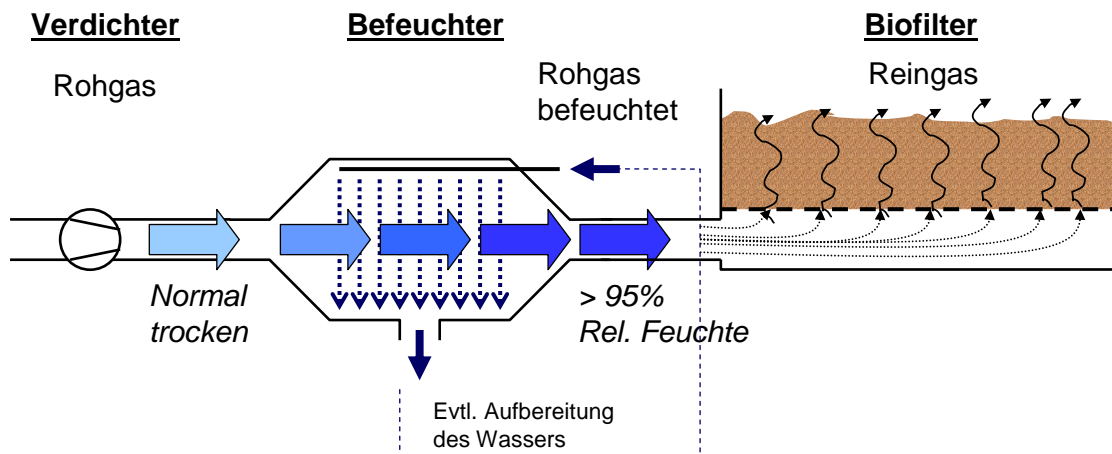 Verdichter
Befeuchter
Biofilter
Rohgas
Rohgas
befeuchtet
Reingas
Normal
trocken
> 95%
Rel. Feuchte
Evtl. Aufbereitung
des Wassers